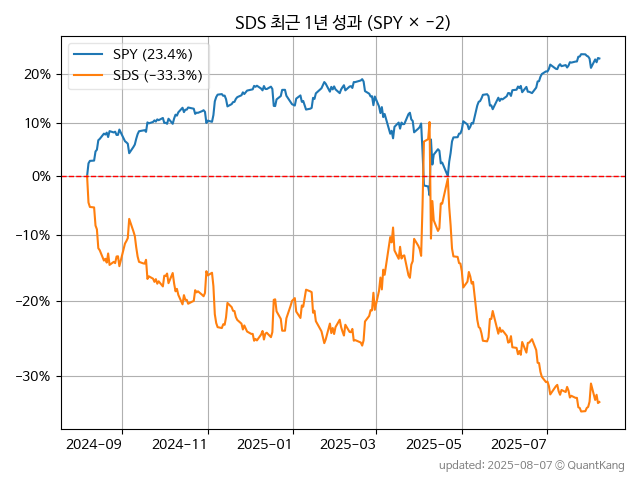 SDS 최근 1년 성과 (SPY × −2)
SPY (23.4%)
SDS (−33.3%)
20%
10%
0%
−10%
−20%
−30%
2024-09 2024-11 2025-01 2025-03 2025-05 2025-07
updated: 2025-08-07 © QuantKang